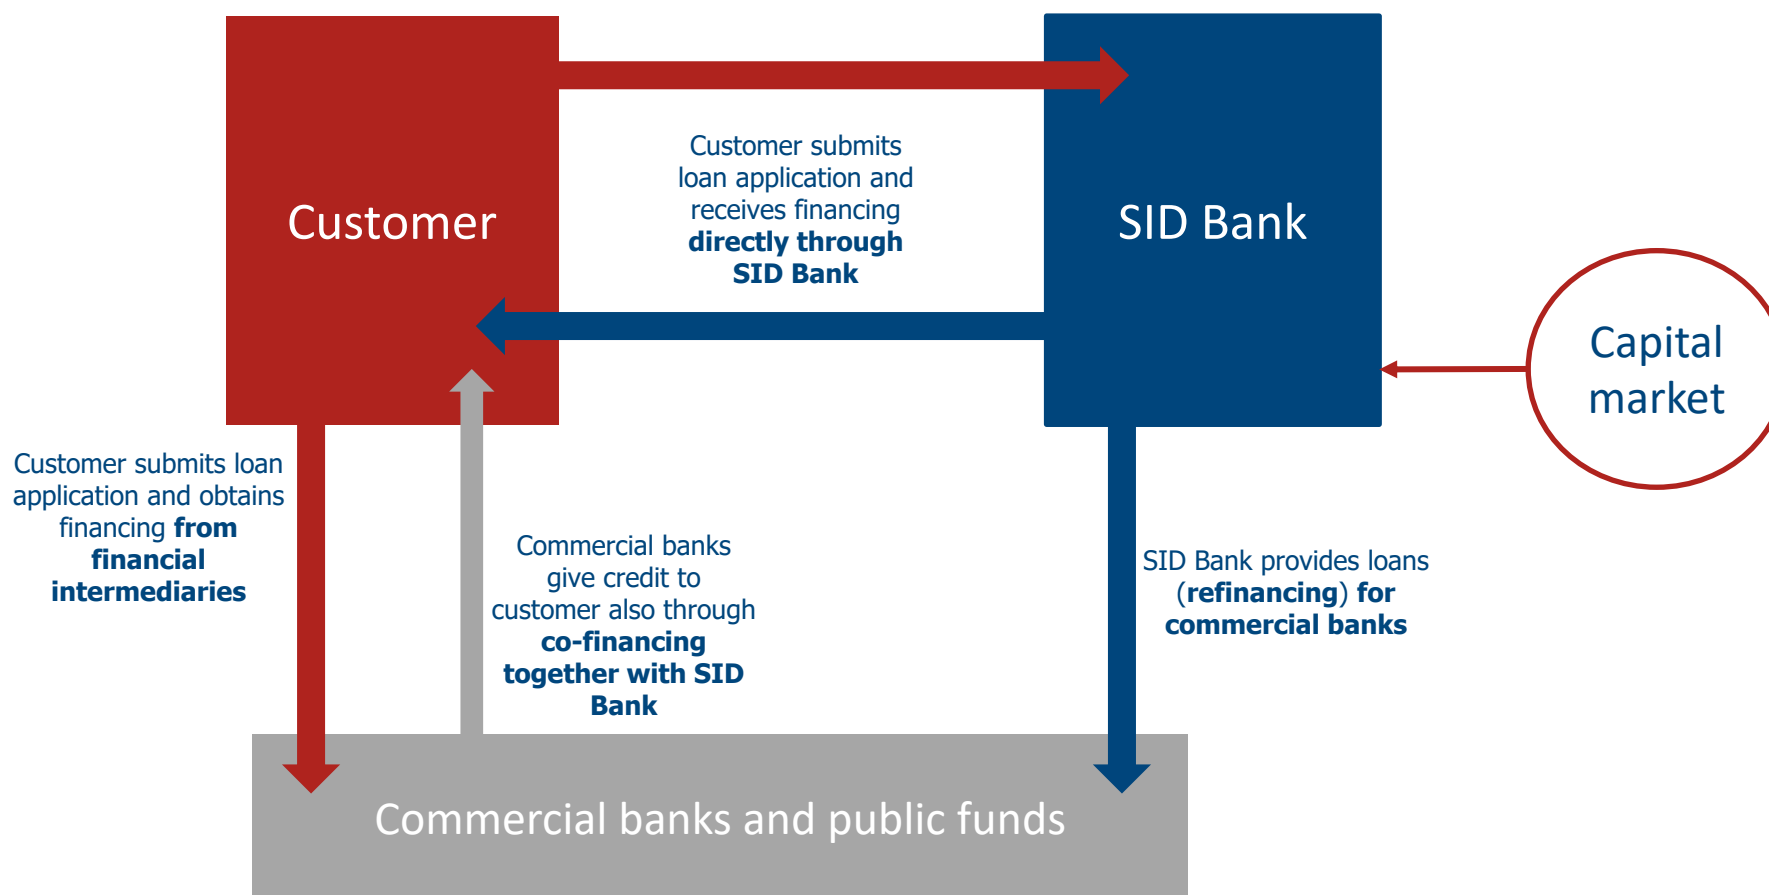 Customer
Customer submits
loan application and
receives financing
directly through
SID Bank
SID Bank
Capital
market
Customer submits loan
application and obtains
financing from
financial
intermediaries
Commercial banks
give credit to
customer also through
co-financing
together with SID
Bank
SID Bank provides loans
(refinancing) for
commercial banks
Commercial banks and public funds